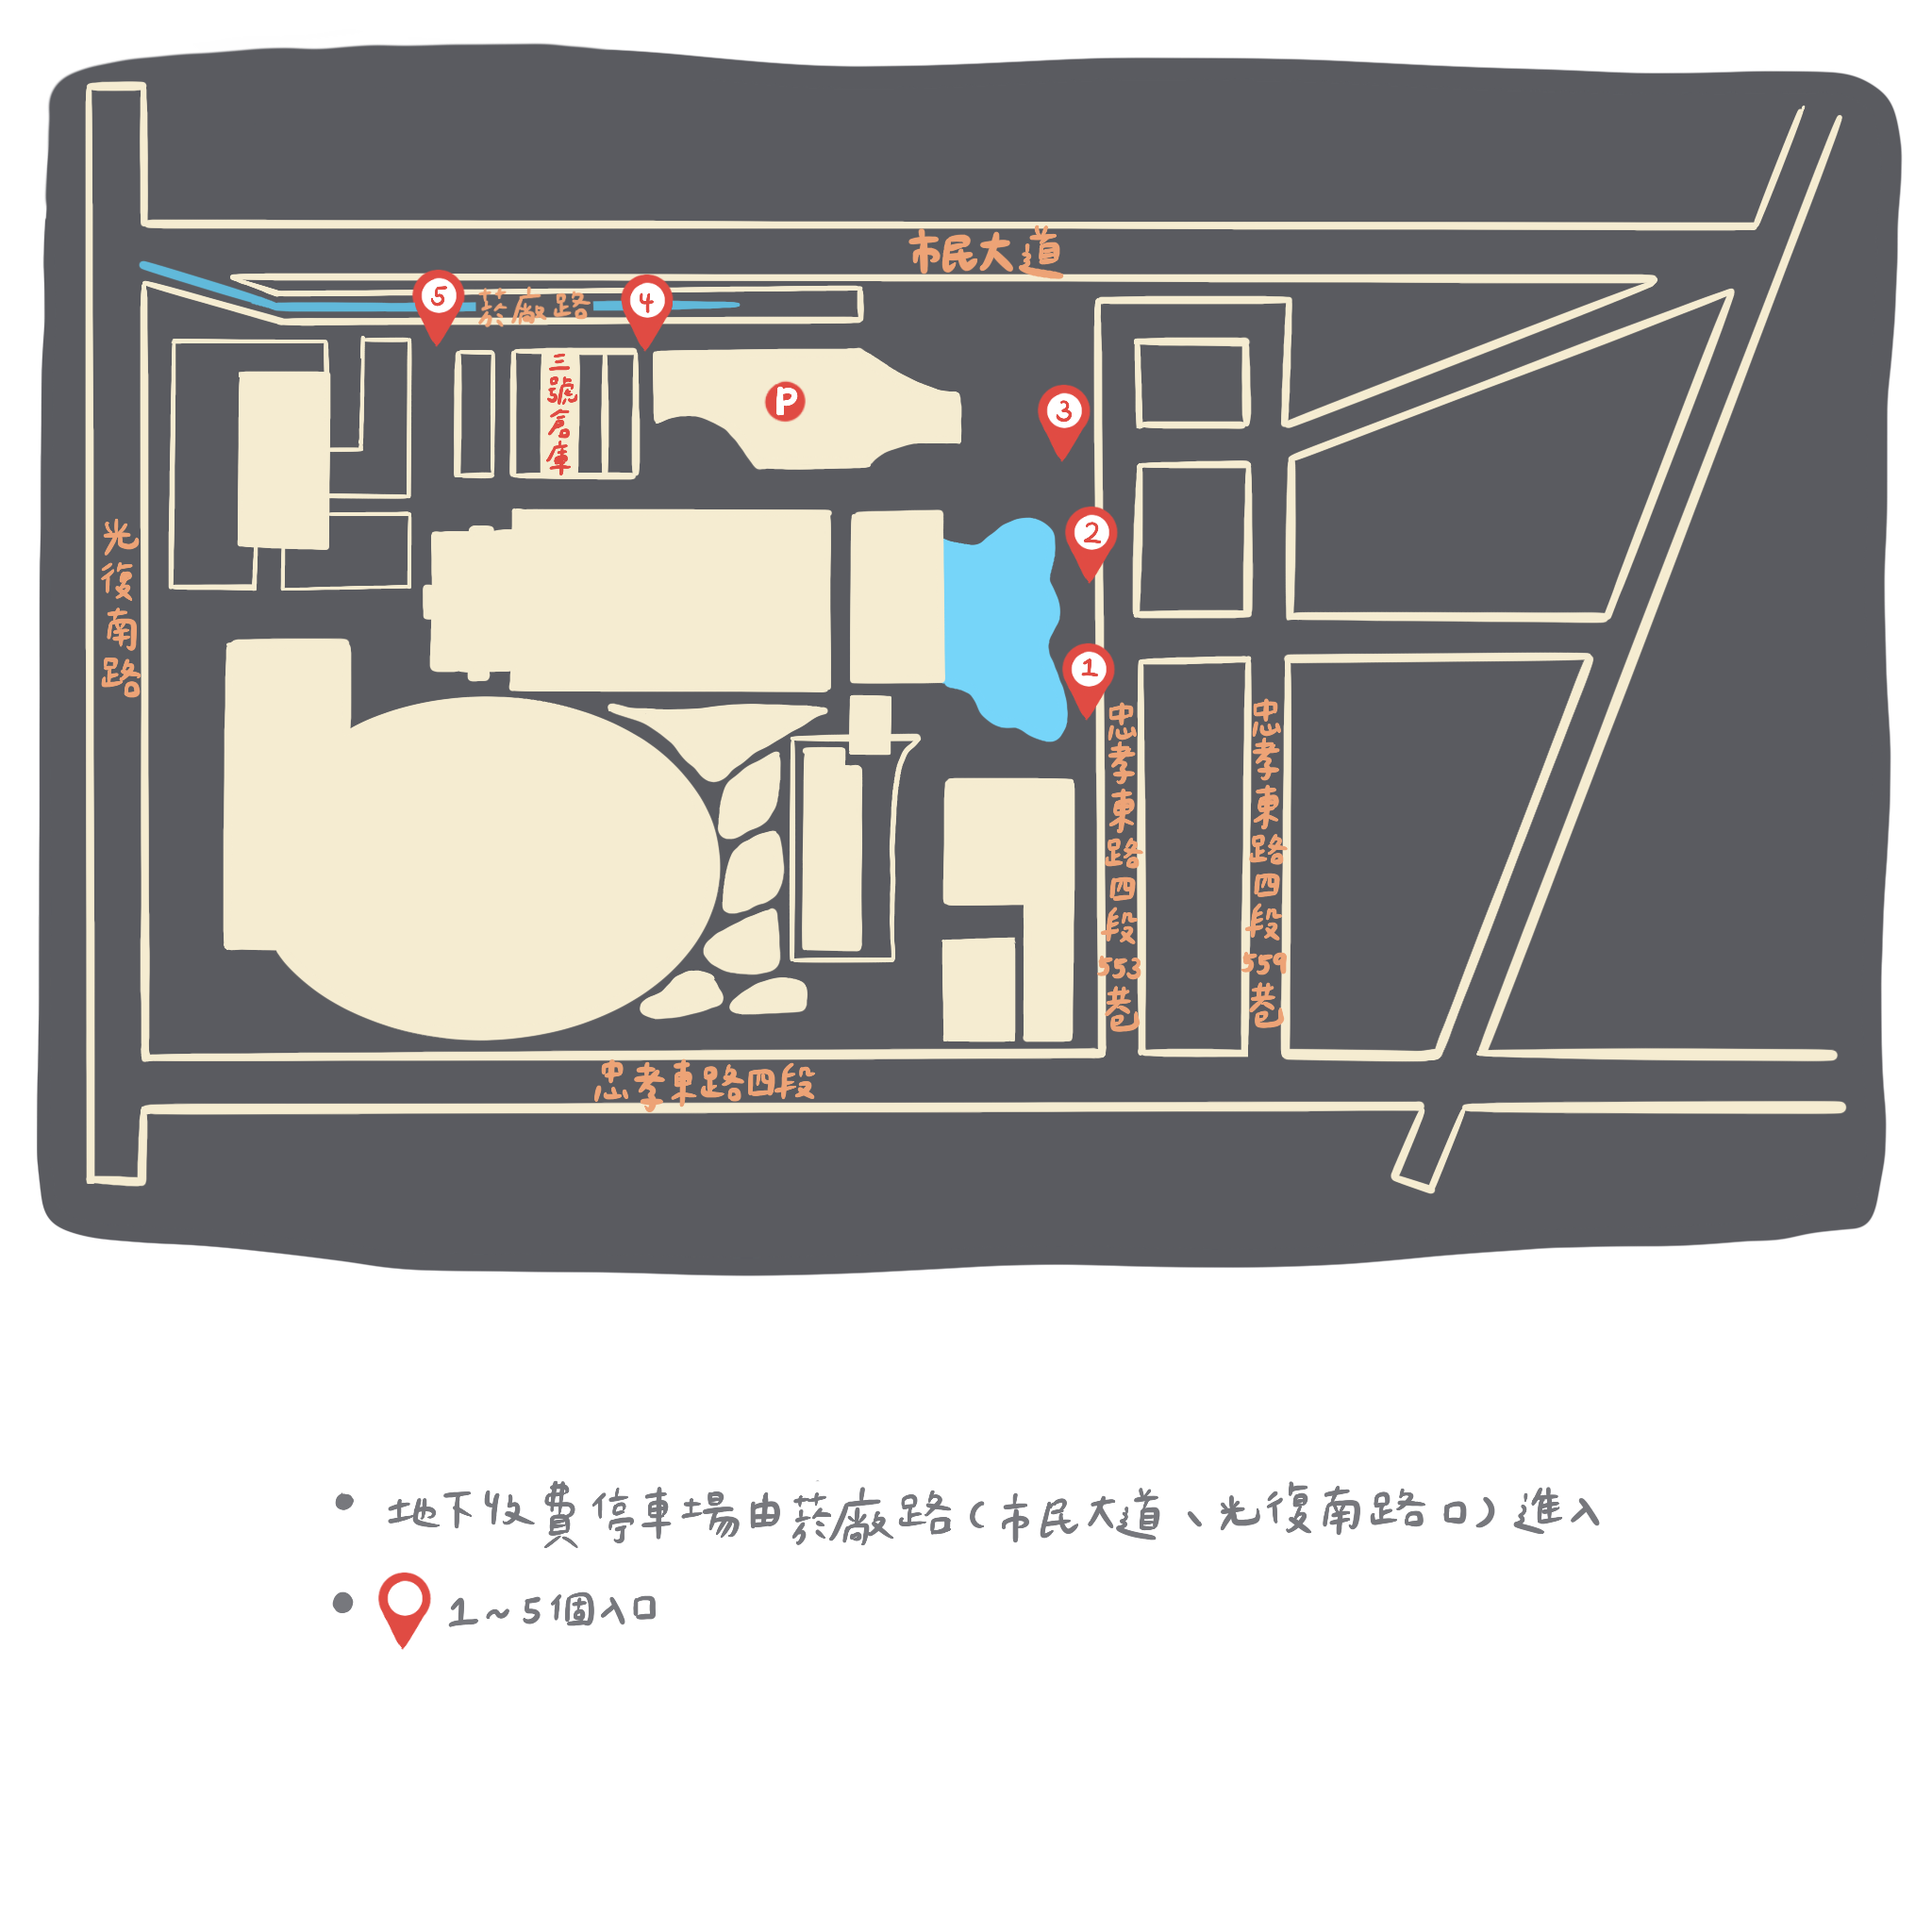 市民大道
5
菸廠路
4
三號倉庫
P
3
2
1
光復南路
忠孝東路四段553巷
忠孝東路四段559巷
忠孝東路四段
• 地下收費停車場由菸廠路(市民大道、光復南路口)進入
• 1~5個入口